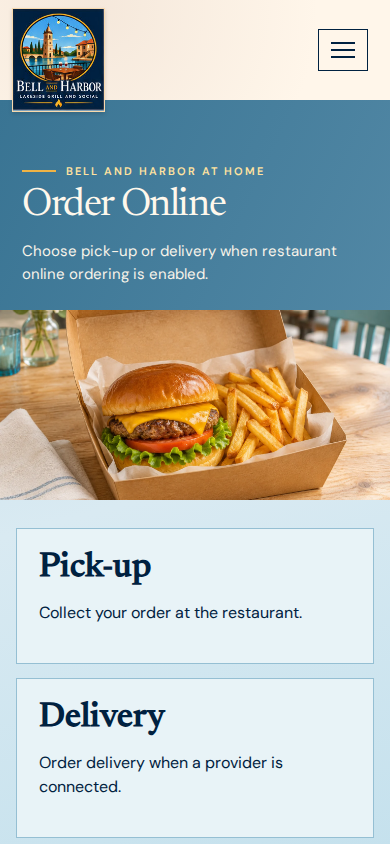 BELL AND HARBOR
LAKESIDE GRILL AND SOCIAL
BELL AND HARBOR AT HOME
Order Online
Choose pick-up or delivery when restaurant
online ordering is enabled.
Pick-up
Collect your order at the restaurant.
Delivery
Order delivery when a provider is
connected.